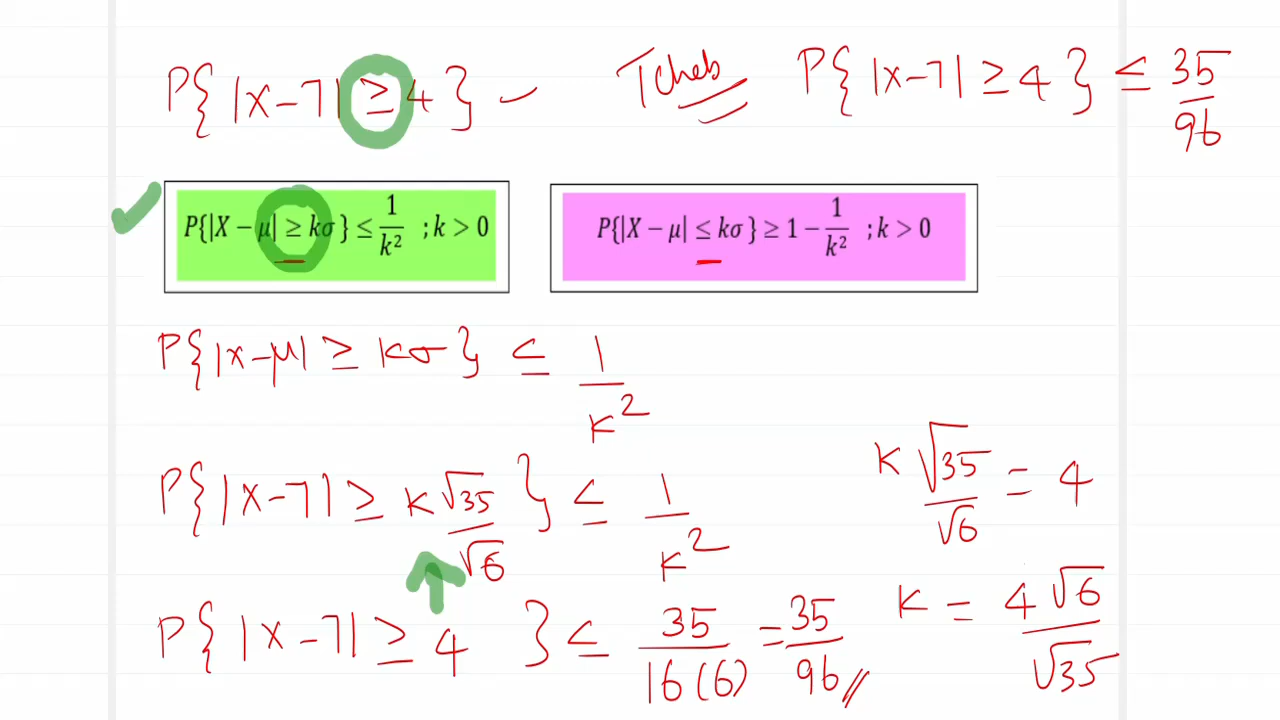 P{ |X-7| ≥ 4 } Tcheb P{ |X-7| ≥ 4 } ≤ 35/96
P{|X − μ| ≥ kσ } ≤ 1/k² ; k > 0
P{|X − μ| ≤ kσ } ≥ 1 − 1/k² ; k > 0
P{ |X-μ| ≥ Kσ } ≤ 1/K²
P{ |X-7| ≥ K √35/√6 } ≤ 1/K²
K √35/√6 = 4
K = 4√6/√35
P{ |X-7| ≥ 4 } ≤ 35/16(6) = 35/96